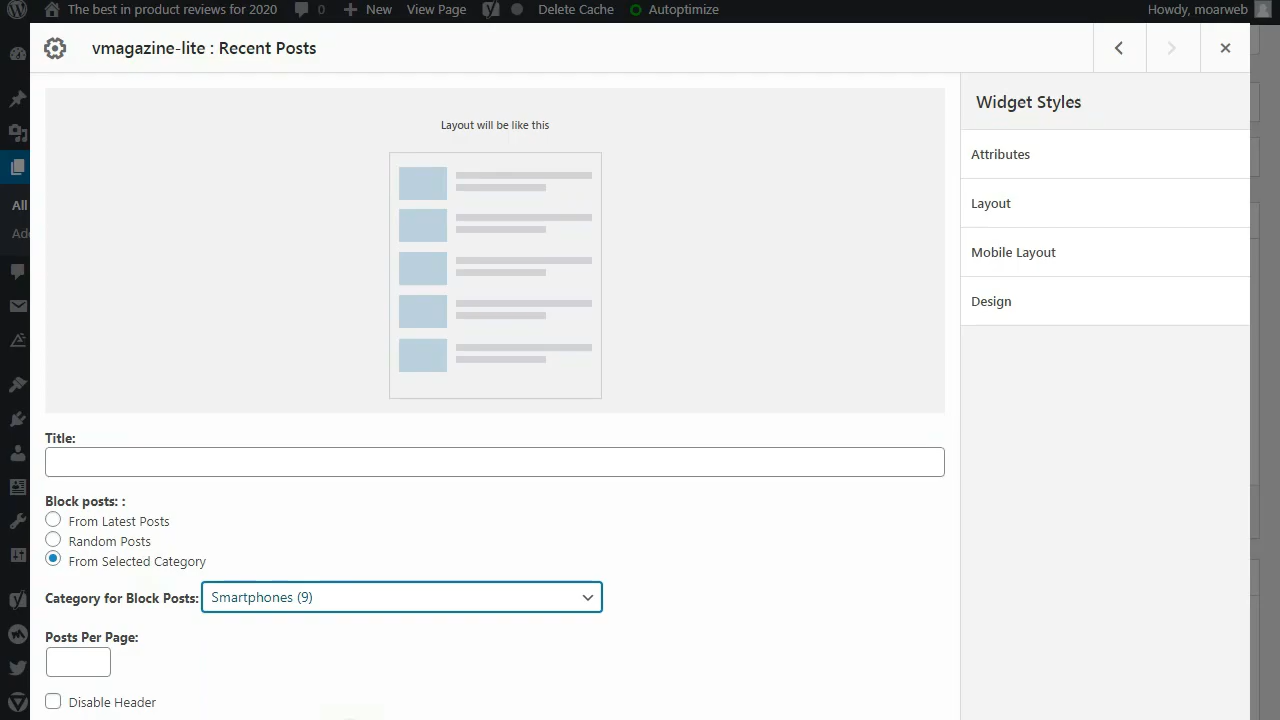 The best in product reviews for 2020 0 New View Page Delete Cache Autoptimize Howdy, moarweb
vmagazine-lite : Recent Posts
Layout will be like this
Widget Styles
Attributes
Layout
Mobile Layout
Design
All
Title:
Block posts: :
From Latest Posts
Random Posts
From Selected Category
Category for Block Posts: Smartphones (9)
Posts Per Page:
Disable Header